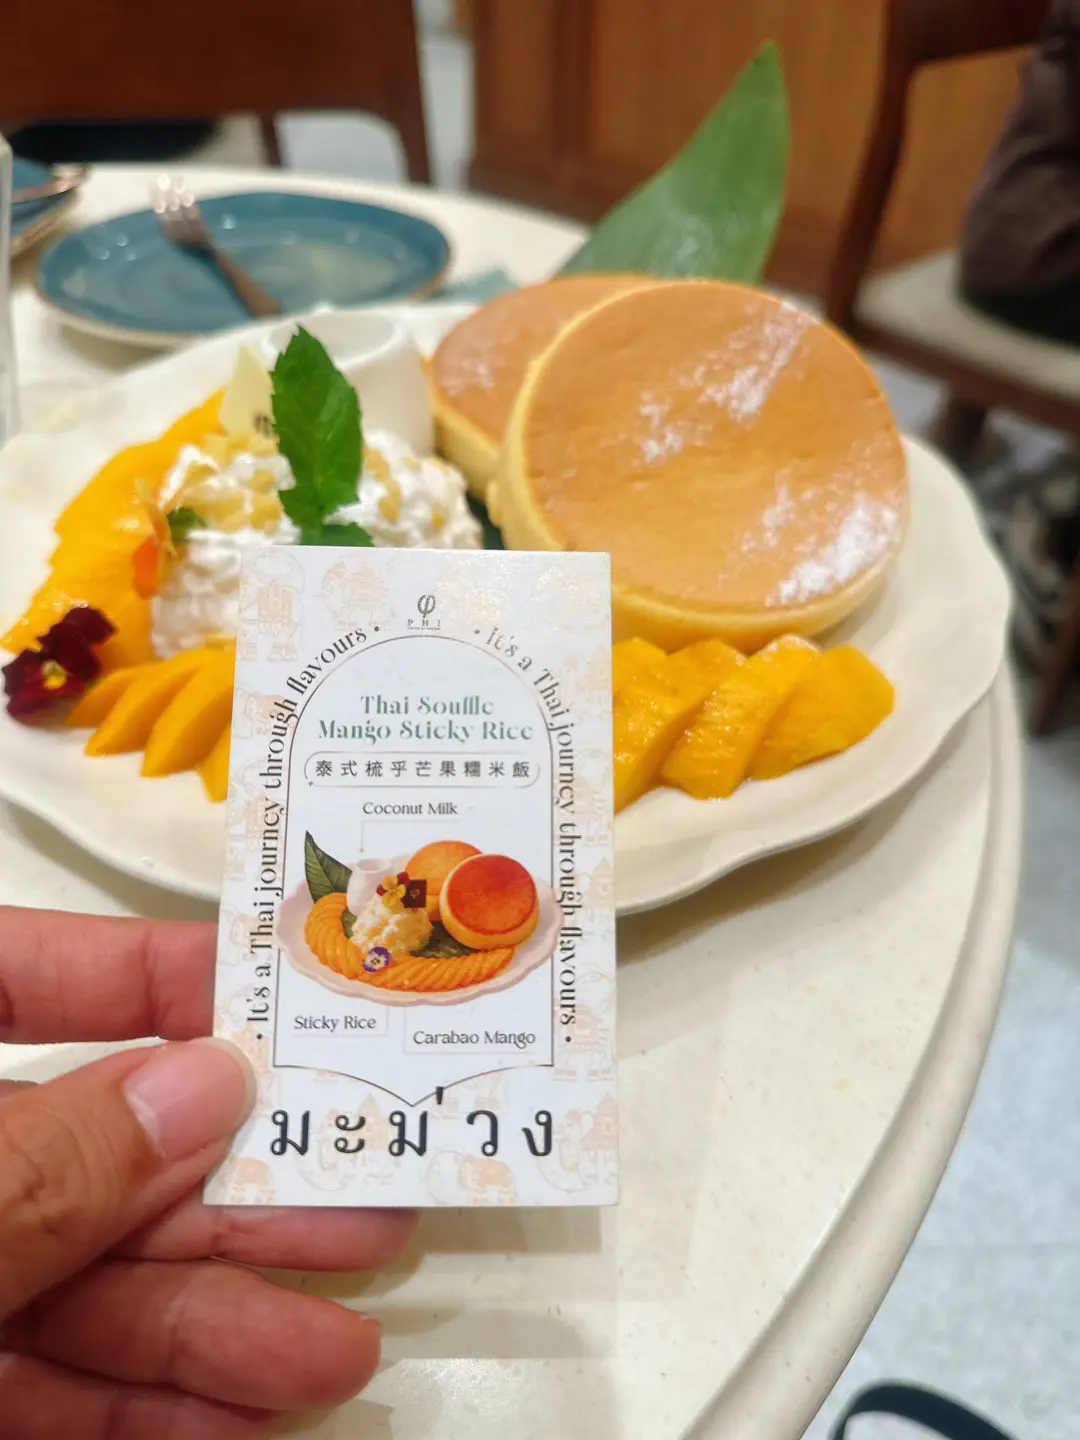 φ
PHI
• It's a Thai journey through flavours •
• It's a Thai journey through flavours •
Thai Souffle
Mango Sticky Rice
泰式梳乎芒果糯米飯
Coconut Milk
Sticky Rice
Carabao Mango
มะม่วง